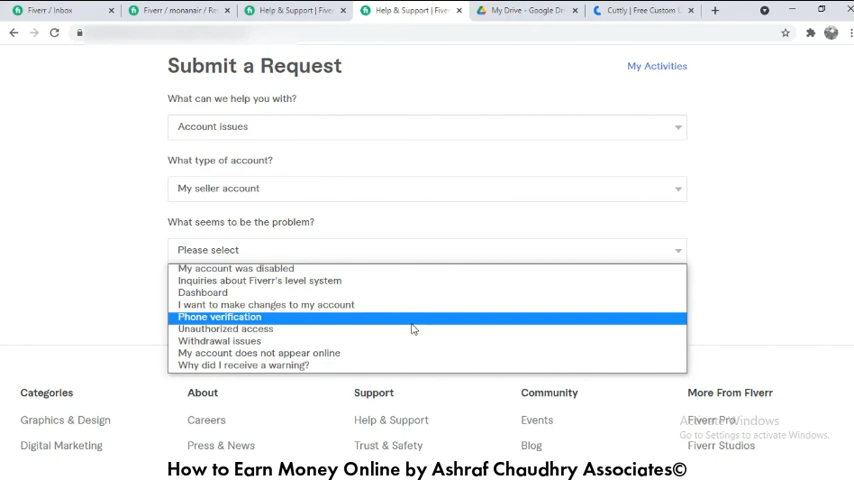 Fiverr / Inbox
Fiverr / monanair / Re
Help & Support | Fiver
Help & Support | Fiver
My Drive - Google Dr
Cuttly | Free Custom
Submit a Request
My Activities
What can we help you with?
Account issues
What type of account?
My seller account
What seems to be the problem?
Please select
My account was disabled
Inquiries about Fiverr's level system
Dashboard
I want to make changes to my account
Phone verification
Unauthorized access
Withdrawal issues
My account does not appear online
Why did I receive a warning?
Categories
About
Support
Community
More From Fiverr
Graphics & Design
Careers
Help & Support
Events
Fiverr Pro
Activate Windows
Go to Settings to activate Windows.
Digital Marketing
Press & News
Trust & Safety
Blog
Fiverr Studios
How to Earn Money Online by Ashraf Chaudhry Associates©